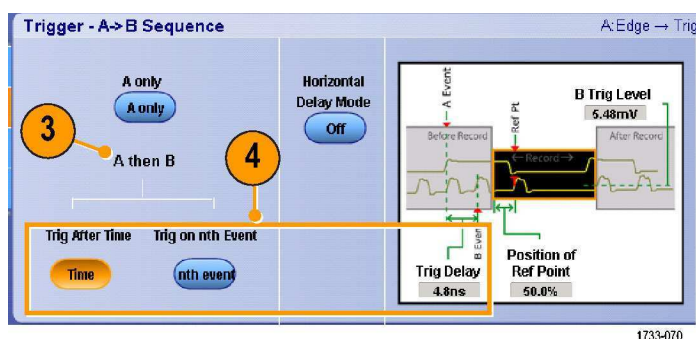 Trigger - A->B Sequence
A:Edge → Trig
A only
A only
3
A then B
4
Trig After Time
Time
Trig on nth Event
nth event
Horizontal
Delay Mode
Off
A Event
Ref Pt
B Trig Level
5.48mV
Before Record
←Record→
After Record
B Even
Trig Delay
4.8ns
Position of
Ref Point
50.0%
1733-070